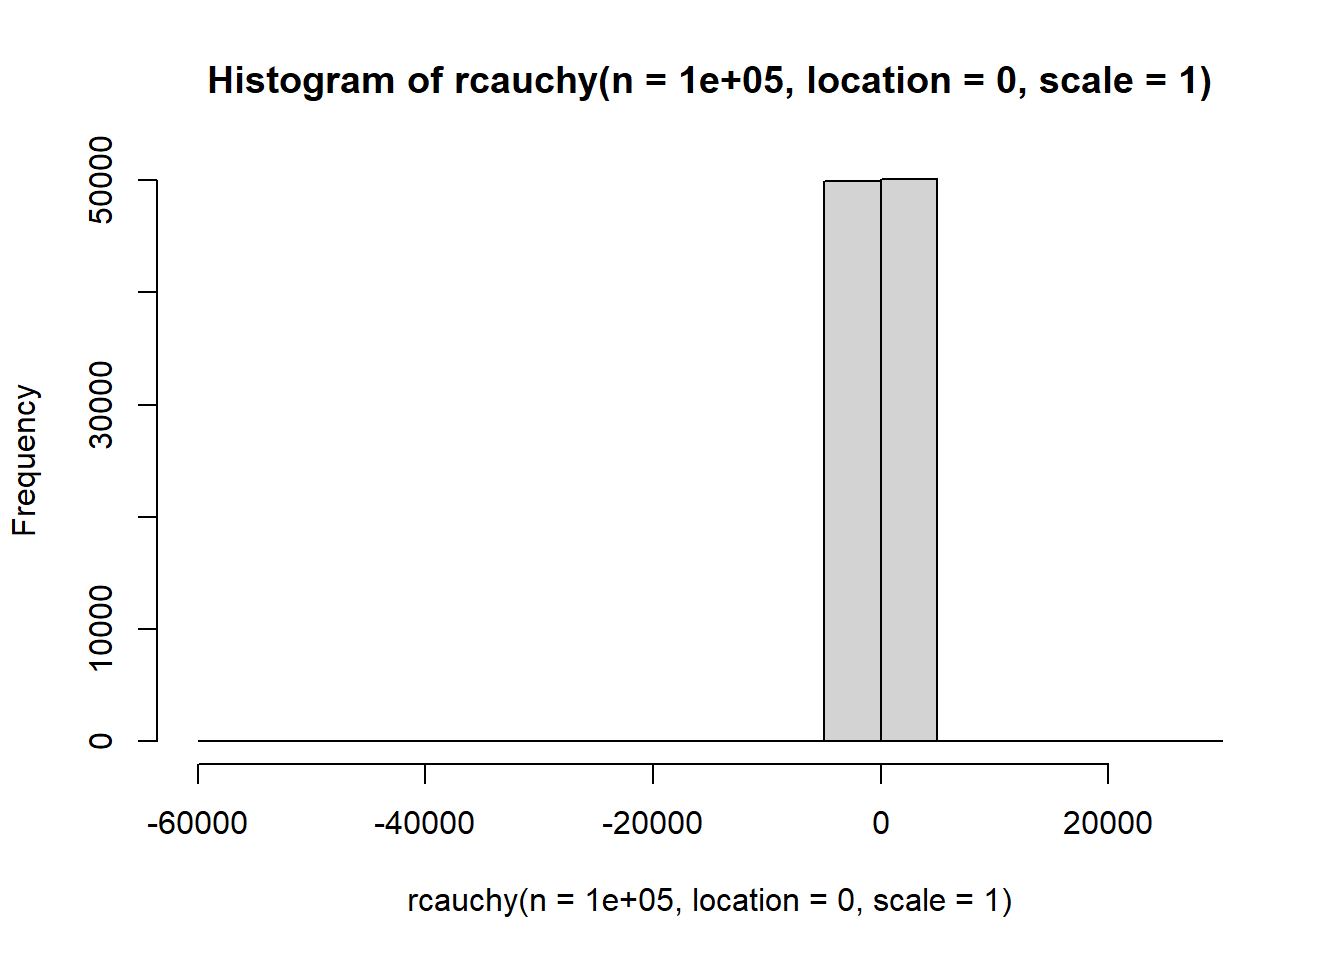 Histogram of rcauchy(n = 1e+05, location = 0, scale = 1)
Frequency
50000
30000
10000
0
-60000 -40000 -20000 0 20000
rcauchy(n = 1e+05, location = 0, scale = 1)